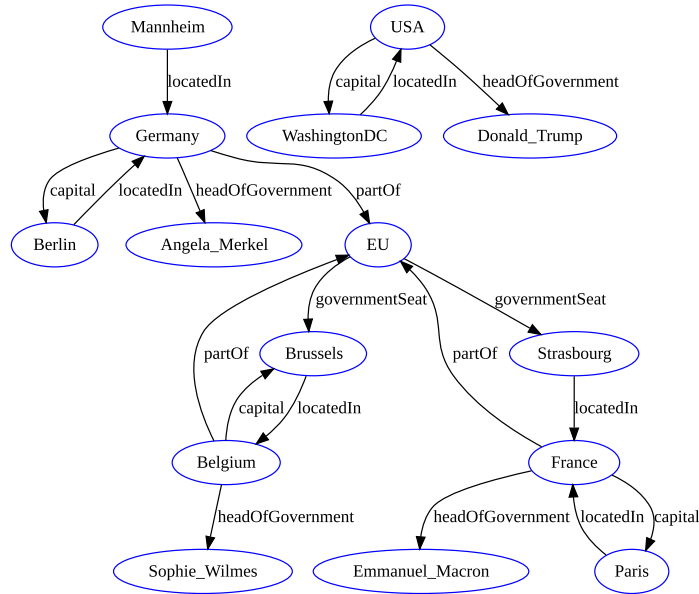 Mannheim
USA
locatedIn
capital
locatedIn
headOfGovernment
Germany
WashingtonDC
Donald_Trump
capital
locatedIn
headOfGovernment
partOf
Berlin
Angela_Merkel
EU
governmentSeat
governmentSeat
partOf
Brussels
partOf
Strasbourg
capital
locatedIn
locatedIn
Belgium
France
headOfGovernment
headOfGovernment
locatedIn
capital
Sophie_Wilmes
Emmanuel_Macron
Paris